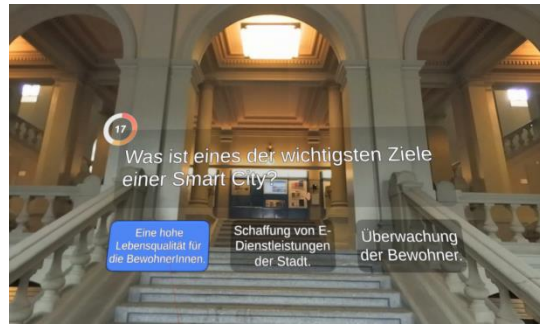 17
Was ist eines der wichtigsten Ziele
einer Smart City?
Eine hohe
Lebensqualität für
die BewohnerInnen.
Schaffung von E-
Dienstleistungen
der Stadt.
Überwachung
der Bewohner.